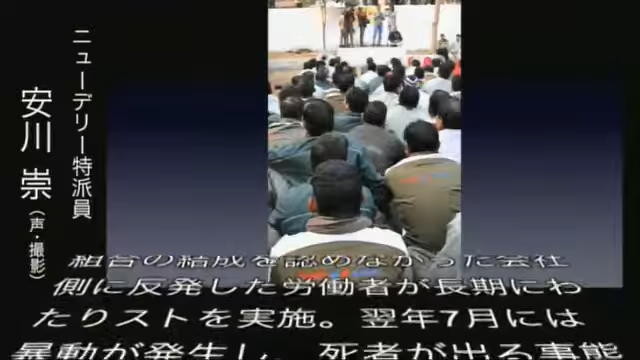 ニューデリー特派員
安川 崇
（声・撮影）
組合の結成を認めなかった会社
側に反発した労働者が長期にわ
たりストを実施。翌年7月には
暴動が発生し、死者が出る事態